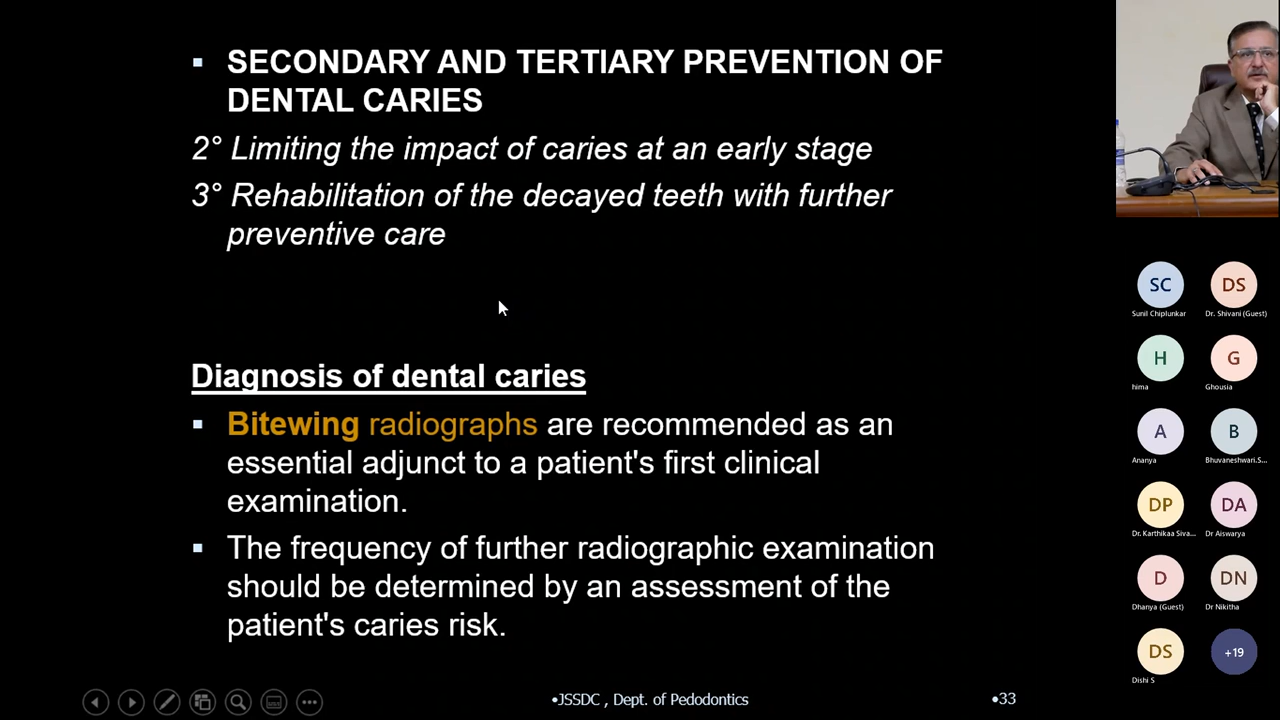 ▪ SECONDARY AND TERTIARY PREVENTION OF
DENTAL CARIES
2° Limiting the impact of caries at an early stage
3° Rehabilitation of the decayed teeth with further
preventive care
Diagnosis of dental caries
▪ Bitewing radiographs are recommended as an
essential adjunct to a patient's first clinical
examination.
▪ The frequency of further radiographic examination
should be determined by an assessment of the
patient's caries risk.
•JSSDC , Dept. of Pedodontics
•33
SC DS
Sunil Chiplunkar Dr. Shivani (Guest)
H G
hima Ghousia
A B
Ananya Bhuvaneshwari.S...
DP DA
Dr. Karthikaa Siva... Dr Aiswarya
D DN
Dhanya (Guest) Dr Nikitha
DS +19
Dishi S